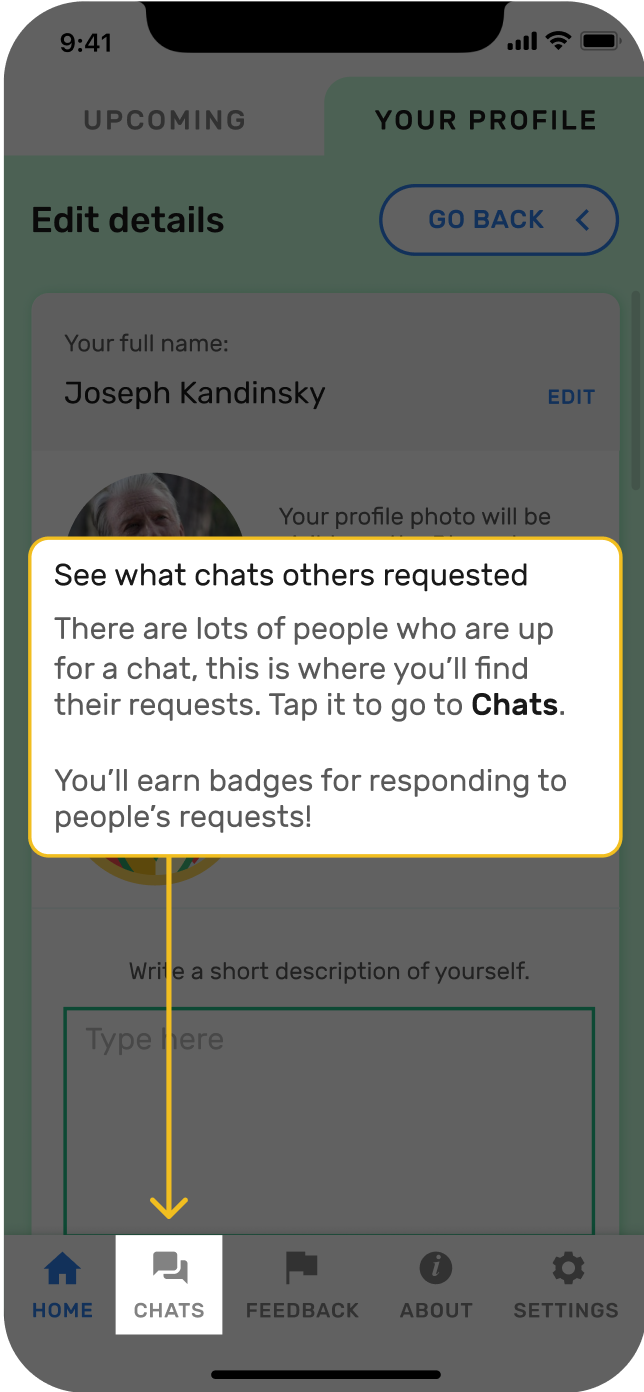 9:41
UPCOMING
YOUR PROFILE
Edit details
GO BACK
Your full name:
Joseph Kandinsky
EDIT
Your profile photo will be
See what chats others requested
There are lots of people who are up
for a chat, this is where you’ll find
their requests. Tap it to go to Chats.
You’ll earn badges for responding to
people’s requests!
Write a short description of yourself.
Type here
HOME
CHATS
FEEDBACK
ABOUT
SETTINGS